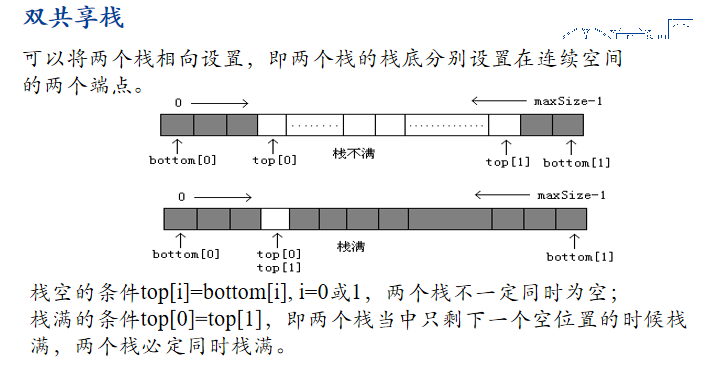 双共享栈
可以将两个栈相向设置，即两个栈的栈底分别设置在连续空间
的两个端点。
0 maxSize-1
bottom[0] top[0] 栈不满 top[1] bottom[1]
0 maxSize-1
bottom[0] top[0] 栈满 bottom[1]
top[1]
栈空的条件top[i]=bottom[i], i=0或1，两个栈不一定同时为空；
栈满的条件top[0]=top[1]，即两个栈当中只剩下一个空位置的时候栈
满，两个栈必定同时栈满。